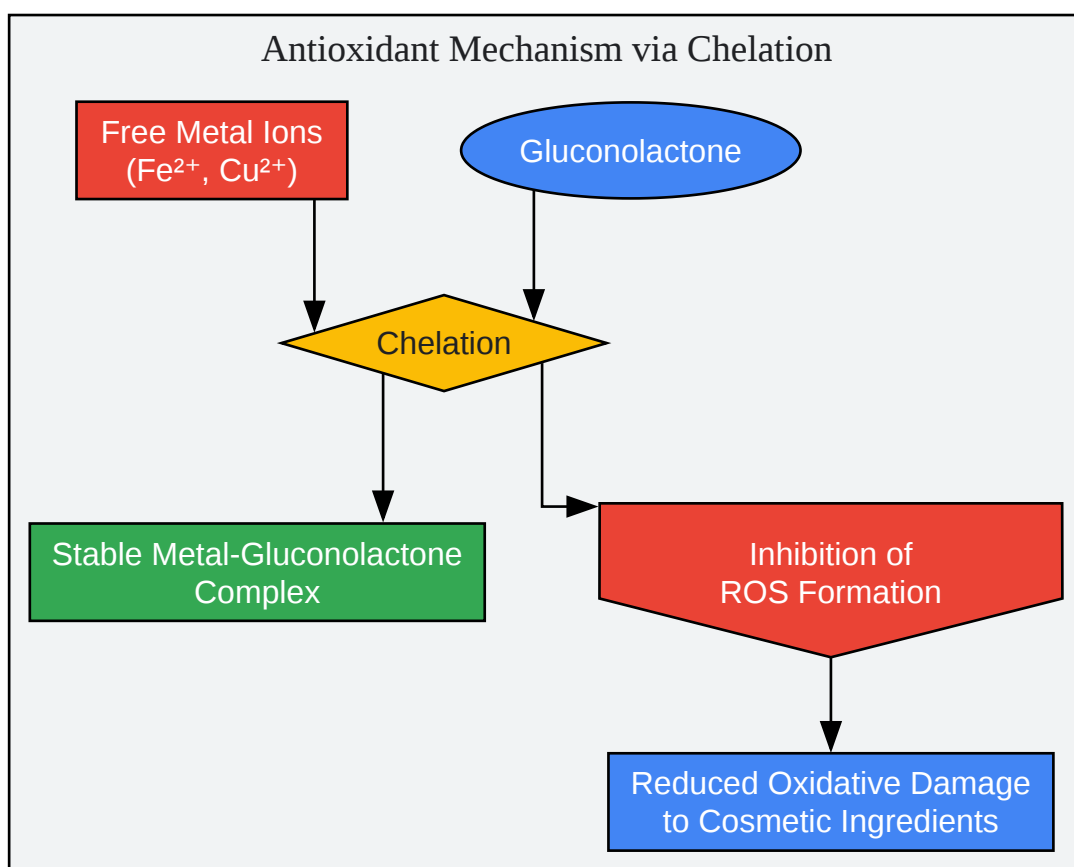 Antioxidant Mechanism via Chelation
Free Metal Ions
(Fe²⁺, Cu²⁺)
Gluconolactone
Chelation
Stable Metal-Gluconolactone
Complex
Inhibition of
ROS Formation
Reduced Oxidative Damage
to Cosmetic Ingredients